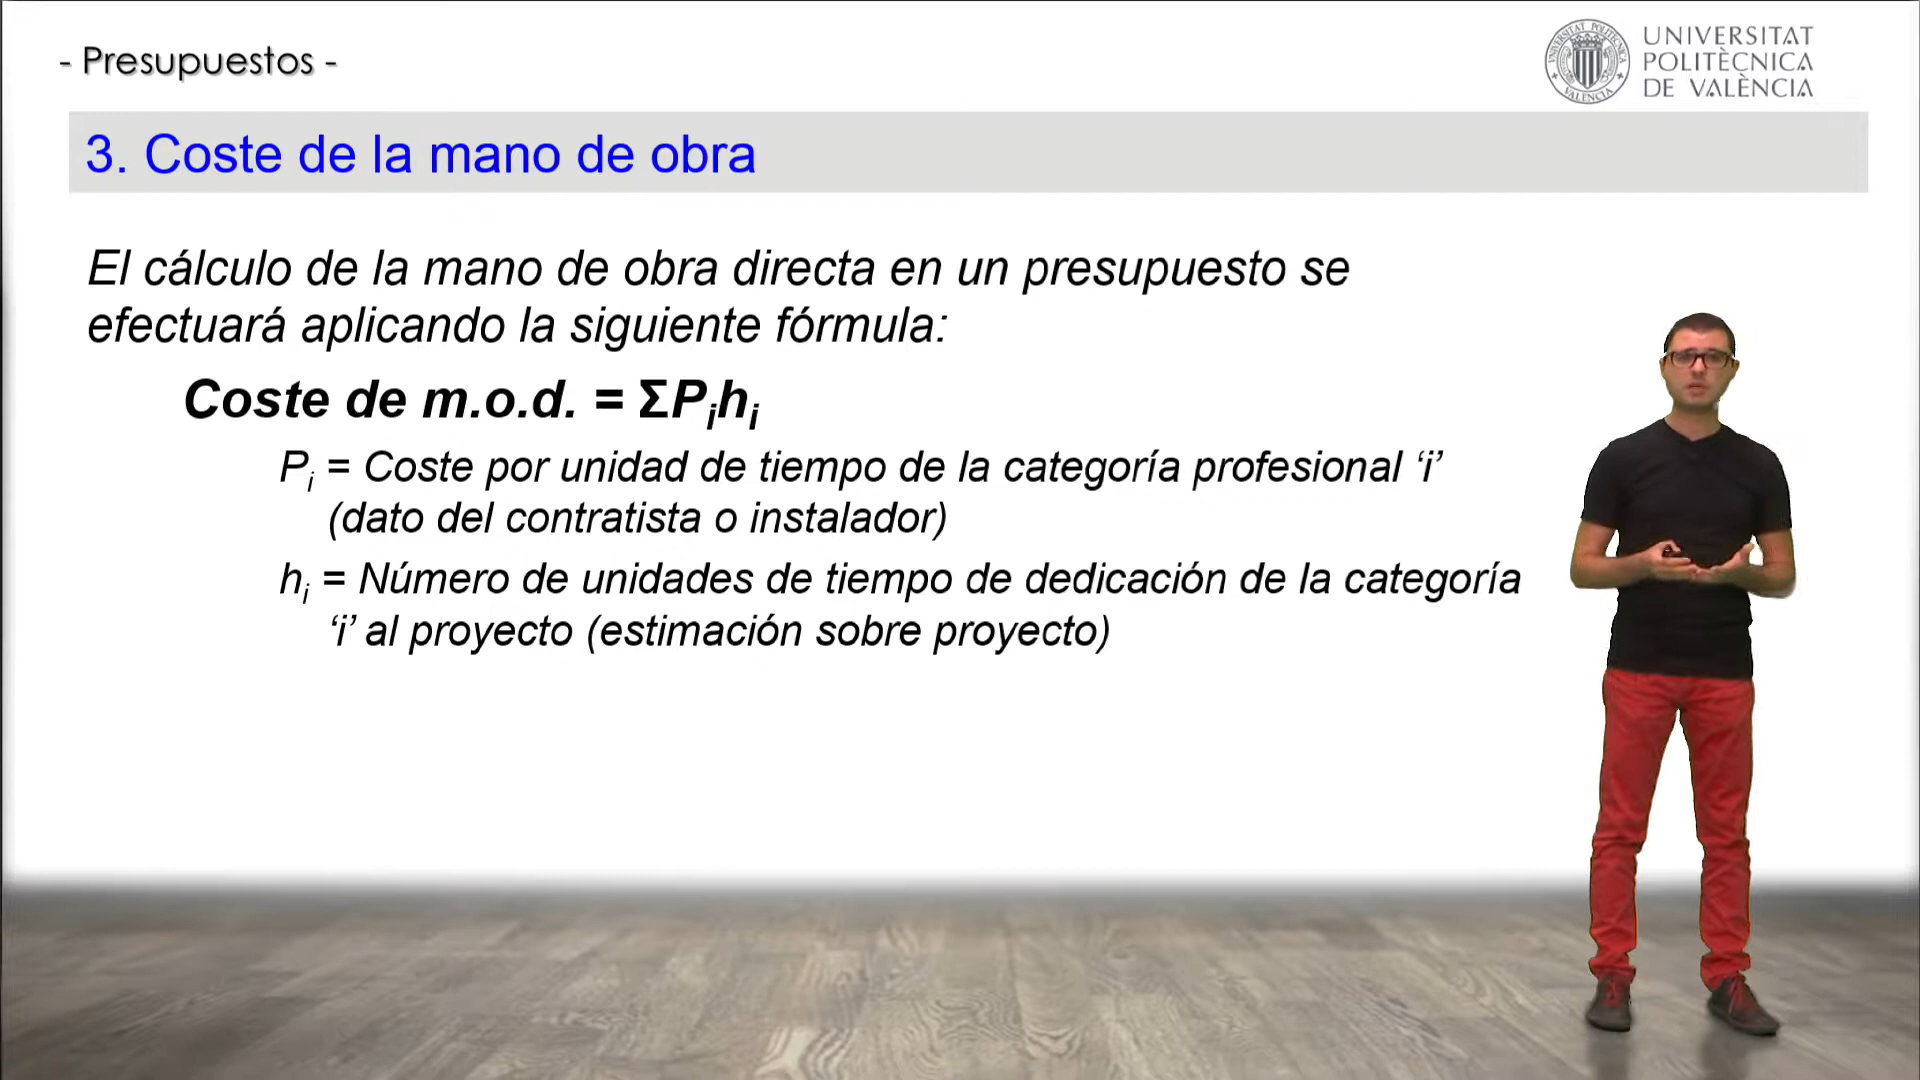 - Presupuestos -
UNIVERSITAT
POLITÈCNICA
DE VALÈNCIA
3. Coste de la mano de obra
El cálculo de la mano de obra directa en un presupuesto se
efectuará aplicando la siguiente fórmula:
Coste de m.o.d. = ΣPᵢhᵢ
Pᵢ = Coste por unidad de tiempo de la categoría profesional ‘i’
(dato del contratista o instalador)
hᵢ = Número de unidades de tiempo de dedicación de la categoría
‘i’ al proyecto (estimación sobre proyecto)